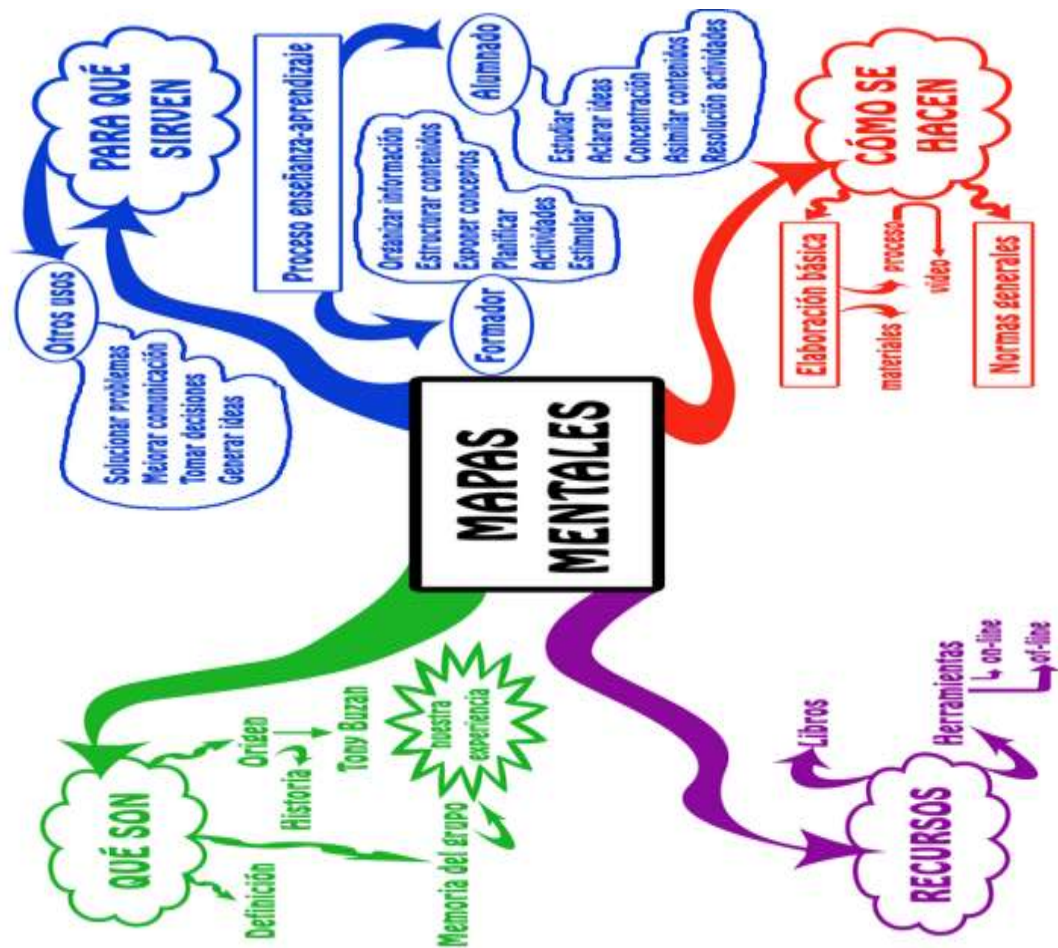 MAPAS
MENTALES
QUÉ SON
Definición
Origen
Historia
Tony Buzan
Memoria del grupo
nuestra
experiencia
PARA QUÉ
SIRVEN
Otros usos
Solucionar problemas
Mejorar comunicación
Tomar decisiones
Generar ideas
Proceso enseñanza-aprendizaje
Formador
Organizar información
Estructurar contenidos
Exponer conceptos
Planificar
Actividades
Estimular
Alumnado
Estudiar
Aclarar ideas
Concentración
Asimilar contenidos
Resolución actividades
CÓMO SE
HACEN
Elaboración básica
materiales
proceso
video
Normas generales
RECURSOS
Libros
Herramientas
on-line
of-line